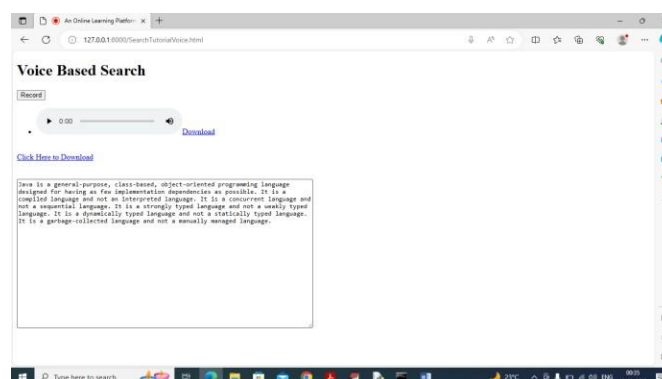 An Online Learning Platform
127.0.0.1:8000/SearchTutorialVoice.html
Voice Based Search
Record
0:00
Download
Click Here to Download
Java is a general-purpose, class-based, object-oriented programming language
designed for having as few implementation dependencies as possible. It is a
compiled language and not an interpreted language. It is a concurrent language and
not a sequential language. It is a strongly typed language and not a weakly typed
language. It is a dynamically typed language and not a statically typed language.
It is a garbage-collected language and not a manually managed language.
Type here to search
23°C
ENG
00:35